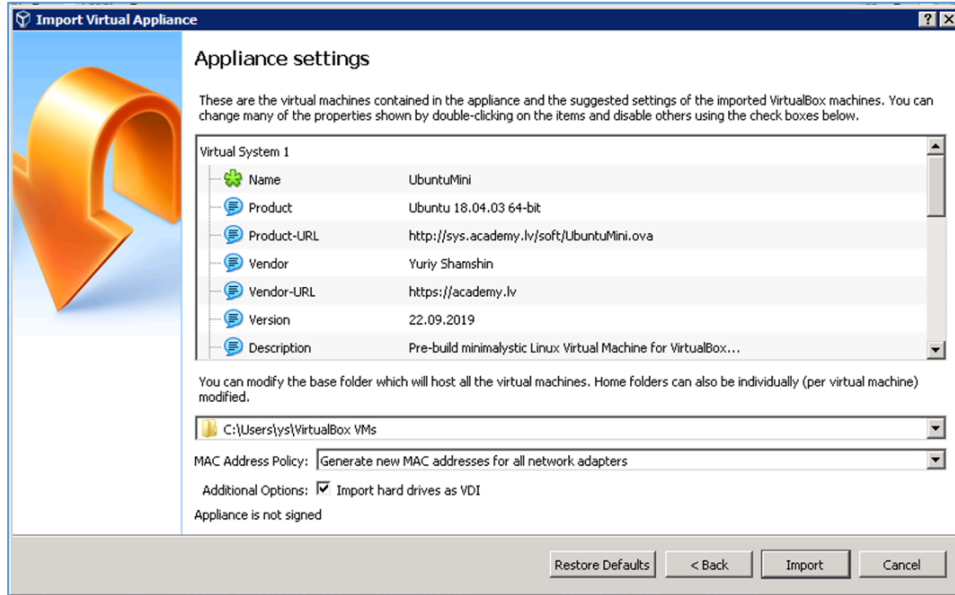 Import Virtual Appliance
Appliance settings
These are the virtual machines contained in the appliance and the suggested settings of the imported VirtualBox machines. You can
change many of the properties shown by double-clicking on the items and disable others using the check boxes below.
Virtual System 1
Name UbuntuMini
Product Ubuntu 18.04.03 64-bit
Product-URL http://sys.academy.lv/soft/UbuntuMini.ova
Vendor Yuriy Shamshin
Vendor-URL https://academy.lv
Version 22.09.2019
Description Pre-build minimalystic Linux Virtual Machine for VirtualBox...
You can modify the base folder which will host all the virtual machines. Home folders can also be individually (per virtual machine)
modified.
C:\Users\ys\VirtualBox VMs
MAC Address Policy: Generate new MAC addresses for all network adapters
Additional Options: Import hard drives as VDI
Appliance is not signed
Restore Defaults < Back Import Cancel